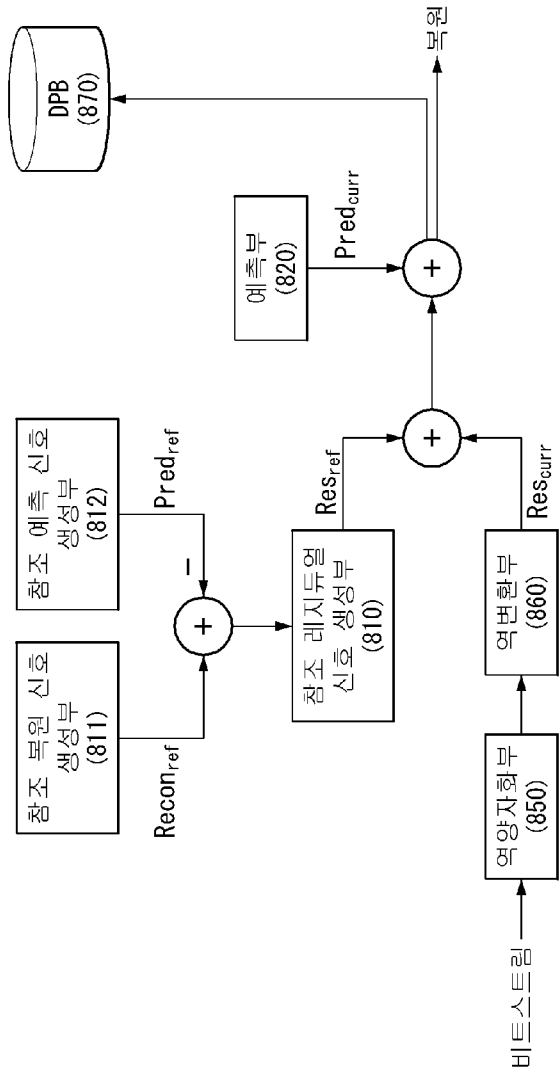 참조 복원 신호
생성부
(811)
참조 예측 신호
생성부
(812)
DPB
(870)
Recon_ref
Pred_ref
−
+
예측부
(820)
Pred_curr
참조 레지듀얼
신호 생성부
(810)
Res_ref
+
+
복원
비트스트림
역양자화부
(850)
역변환부
(860)
Res_curr